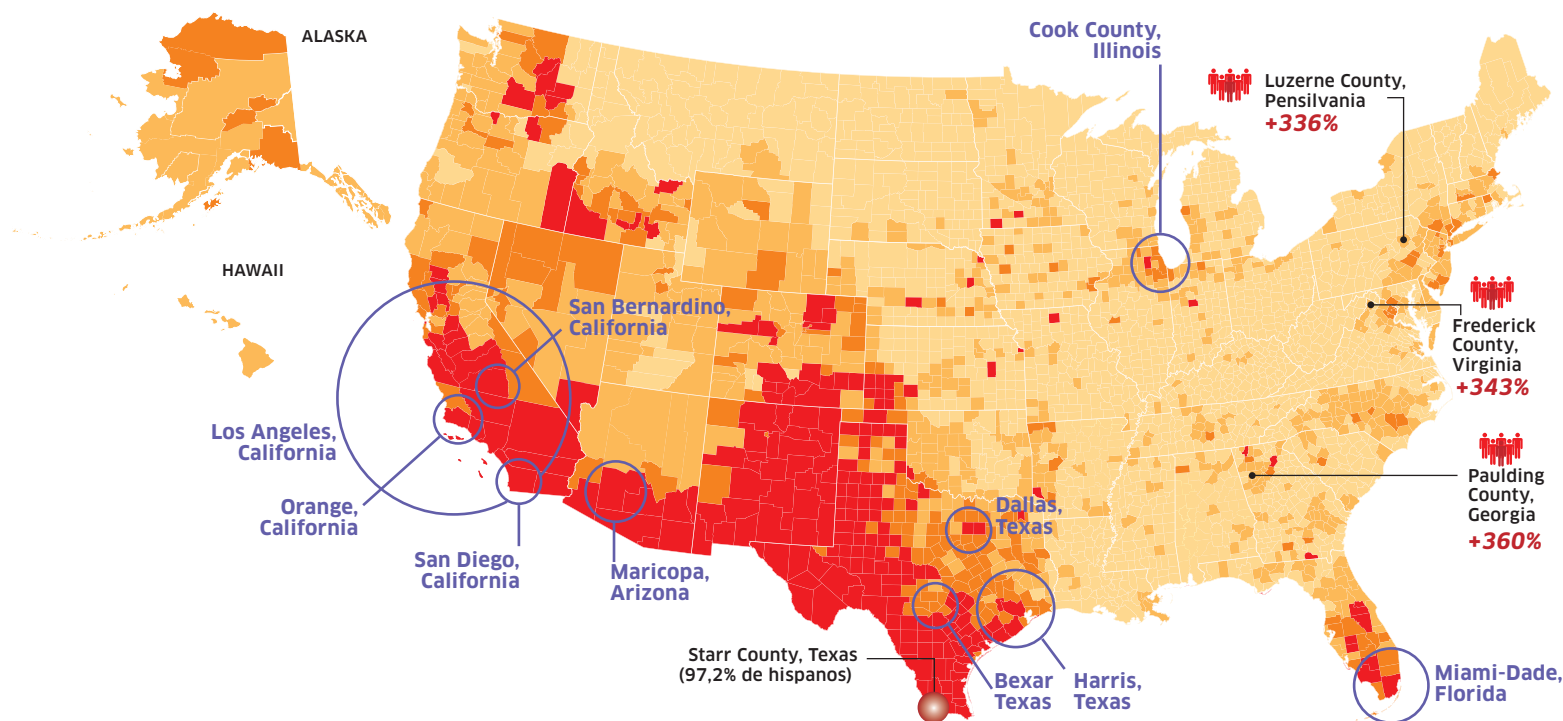 ALASKA
HAWAII
Cook County,
Illinois
Luzerne County,
Pensilvania
+336%
Frederick
County,
Virginia
+343%
Paulding
County,
Georgia
+360%
San Bernardino,
California
Los Angeles,
California
Orange,
California
San Diego,
California
Maricopa,
Arizona
Dallas,
Texas
Starr County, Texas
(97,2% de hispanos)
Bexar
Texas
Harris,
Texas
Miami-Dade,
Florida